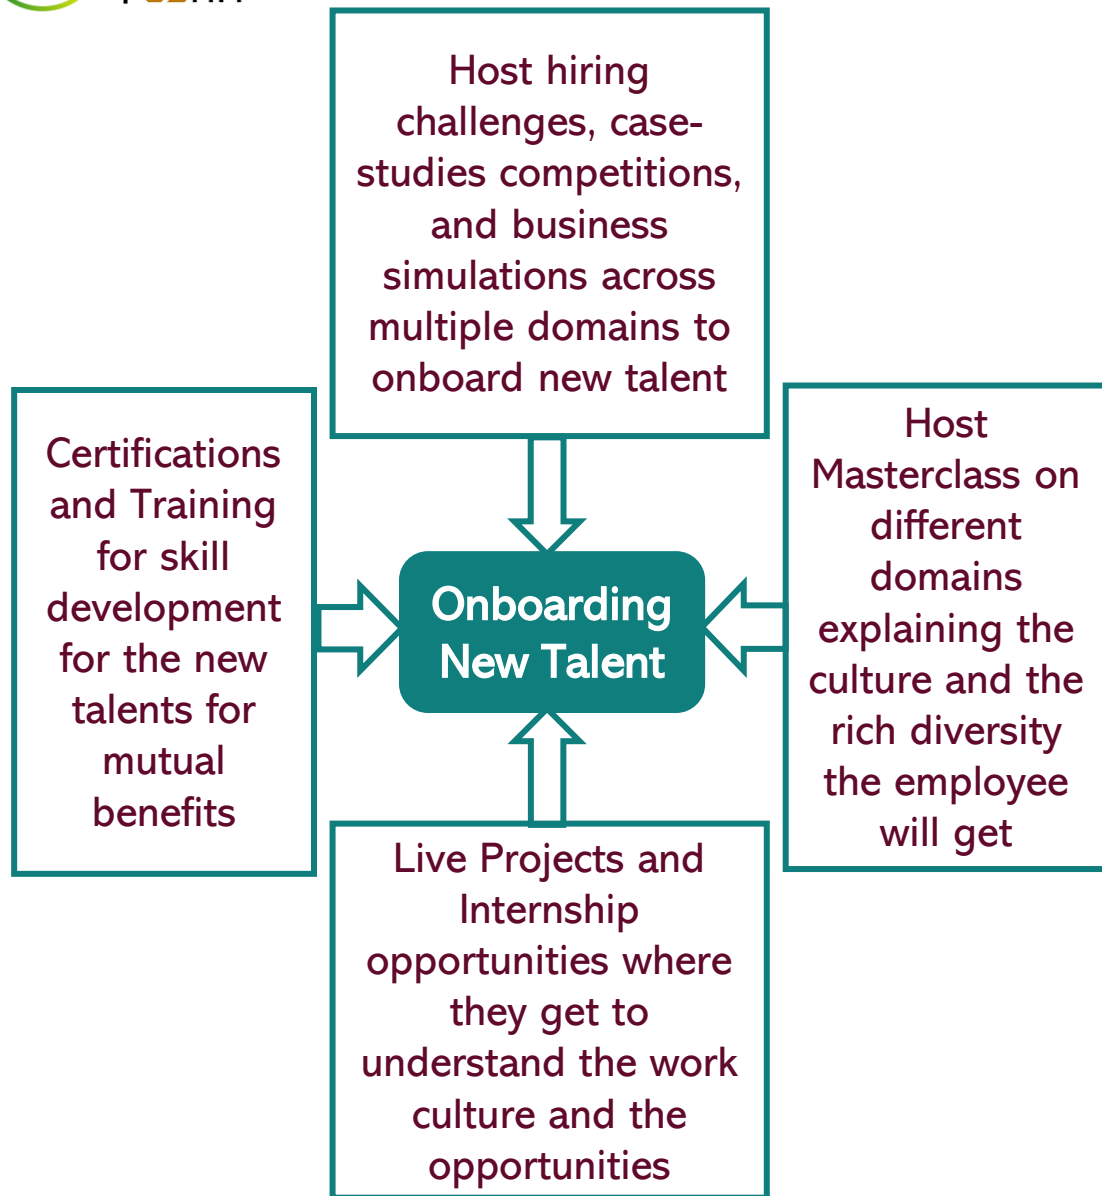 Host hiring
challenges, case-
studies competitions,
and business
simulations across
multiple domains to
onboard new talent
Certifications
and Training
for skill
development
for the new
talents for
mutual
benefits
Onboarding
New Talent
Host
Masterclass on
different
domains
explaining the
culture and the
rich diversity
the employee
will get
Live Projects and
Internship
opportunities where
they get to
understand the work
culture and the
opportunities